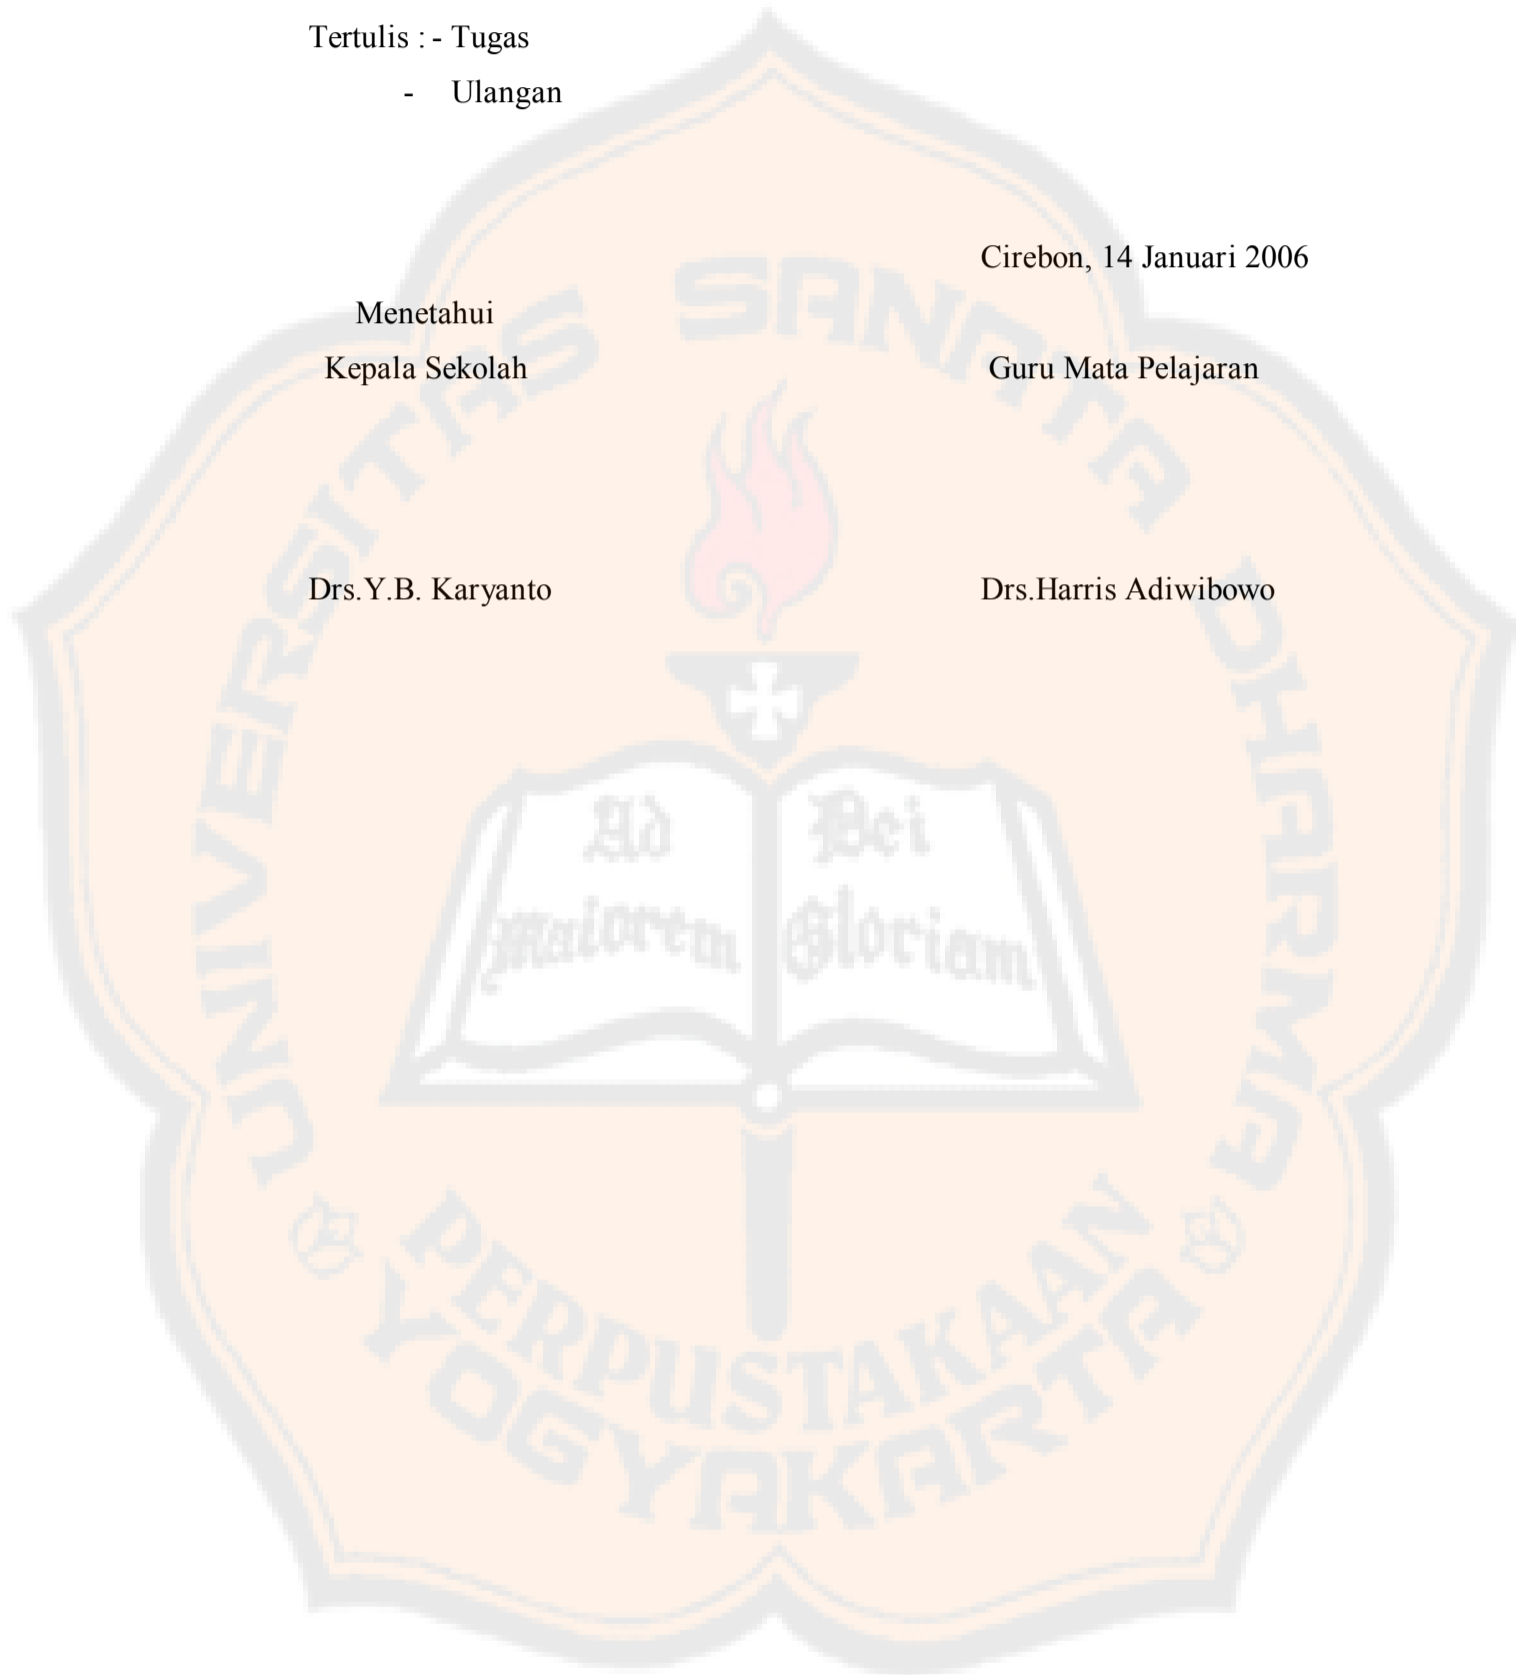 Tertulis : - Tugas
- Ulangan
Cirebon, 14 Januari 2006
Menetahui
Kepala Sekolah Guru Mata Pelajaran
Drs.Y.B. Karyanto Drs.Harris Adiwibowo
UNIVERSITAS SANATA DHARMA
Ad Dei
maiorem Gloriam
PERPUSTAKAAN
YOGYAKARTA